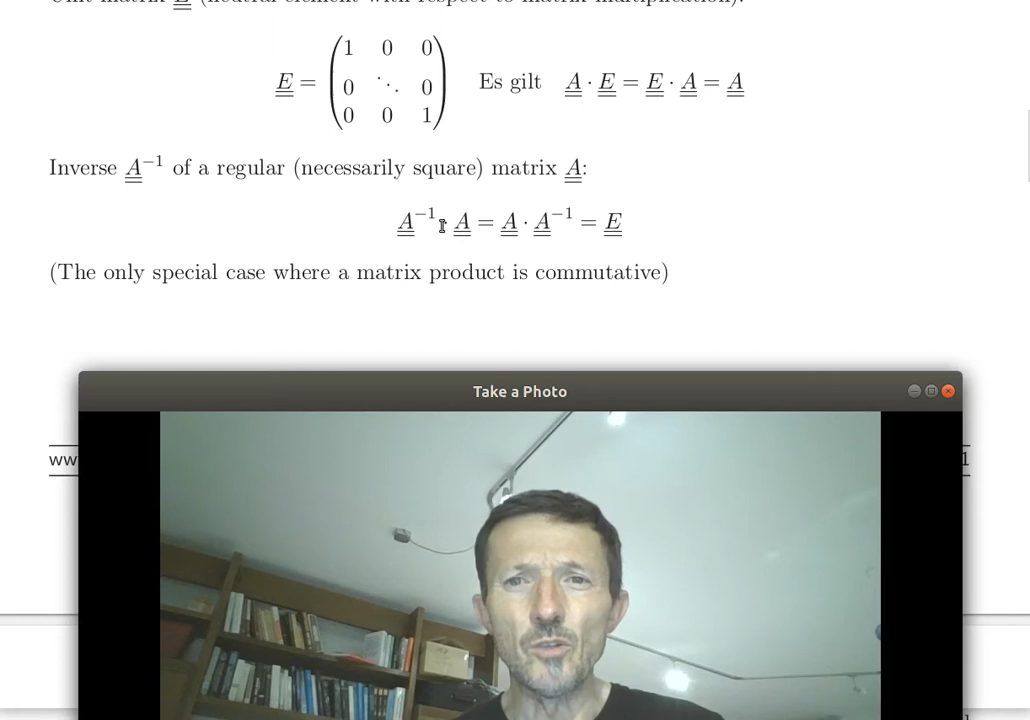 Unit matrix E (neutral element with respect to matrix multiplication).
E = ( 1 0 0 ; 0 ⋱ 0 ; 0 0 1 ) Es gilt A · E = E · A = A
Inverse A⁻¹ of a regular (necessarily square) matrix A:
A⁻¹ · A = A · A⁻¹ = E
(The only special case where a matrix product is commutative)
Take a Photo
ww 1